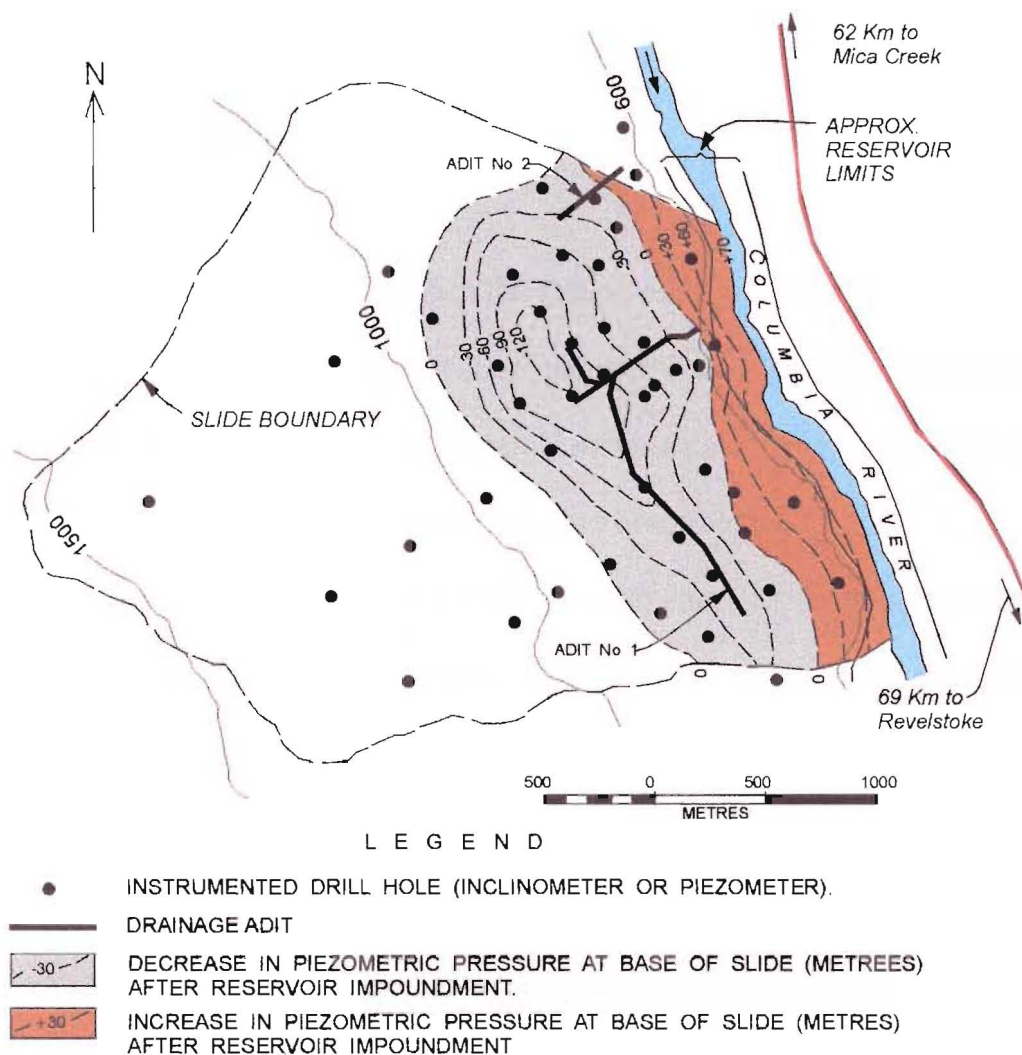 62 Km to
Mica Creek
N
600
APPROX.
RESERVOIR
LIMITS
ADIT No 2
+70
+60
+30
0
-30
COLUMBIA
RIVER
1000
0
-30
-60
-90
-120
SLIDE BOUNDARY
1500
ADIT No 1
0
0
69 Km to
Revelstoke
500 0 500 1000
METRES
LEGEND
INSTRUMENTED DRILL HOLE (INCLINOMETER OR PIEZOMETER).
DRAINAGE ADIT
-30
DECREASE IN PIEZOMETRIC PRESSURE AT BASE OF SLIDE (METREES)
AFTER RESERVOIR IMPOUNDMENT.
+30
INCREASE IN PIEZOMETRIC PRESSURE AT BASE OF SLIDE (METRES)
AFTER RESERVOIR IMPOUNDMENT